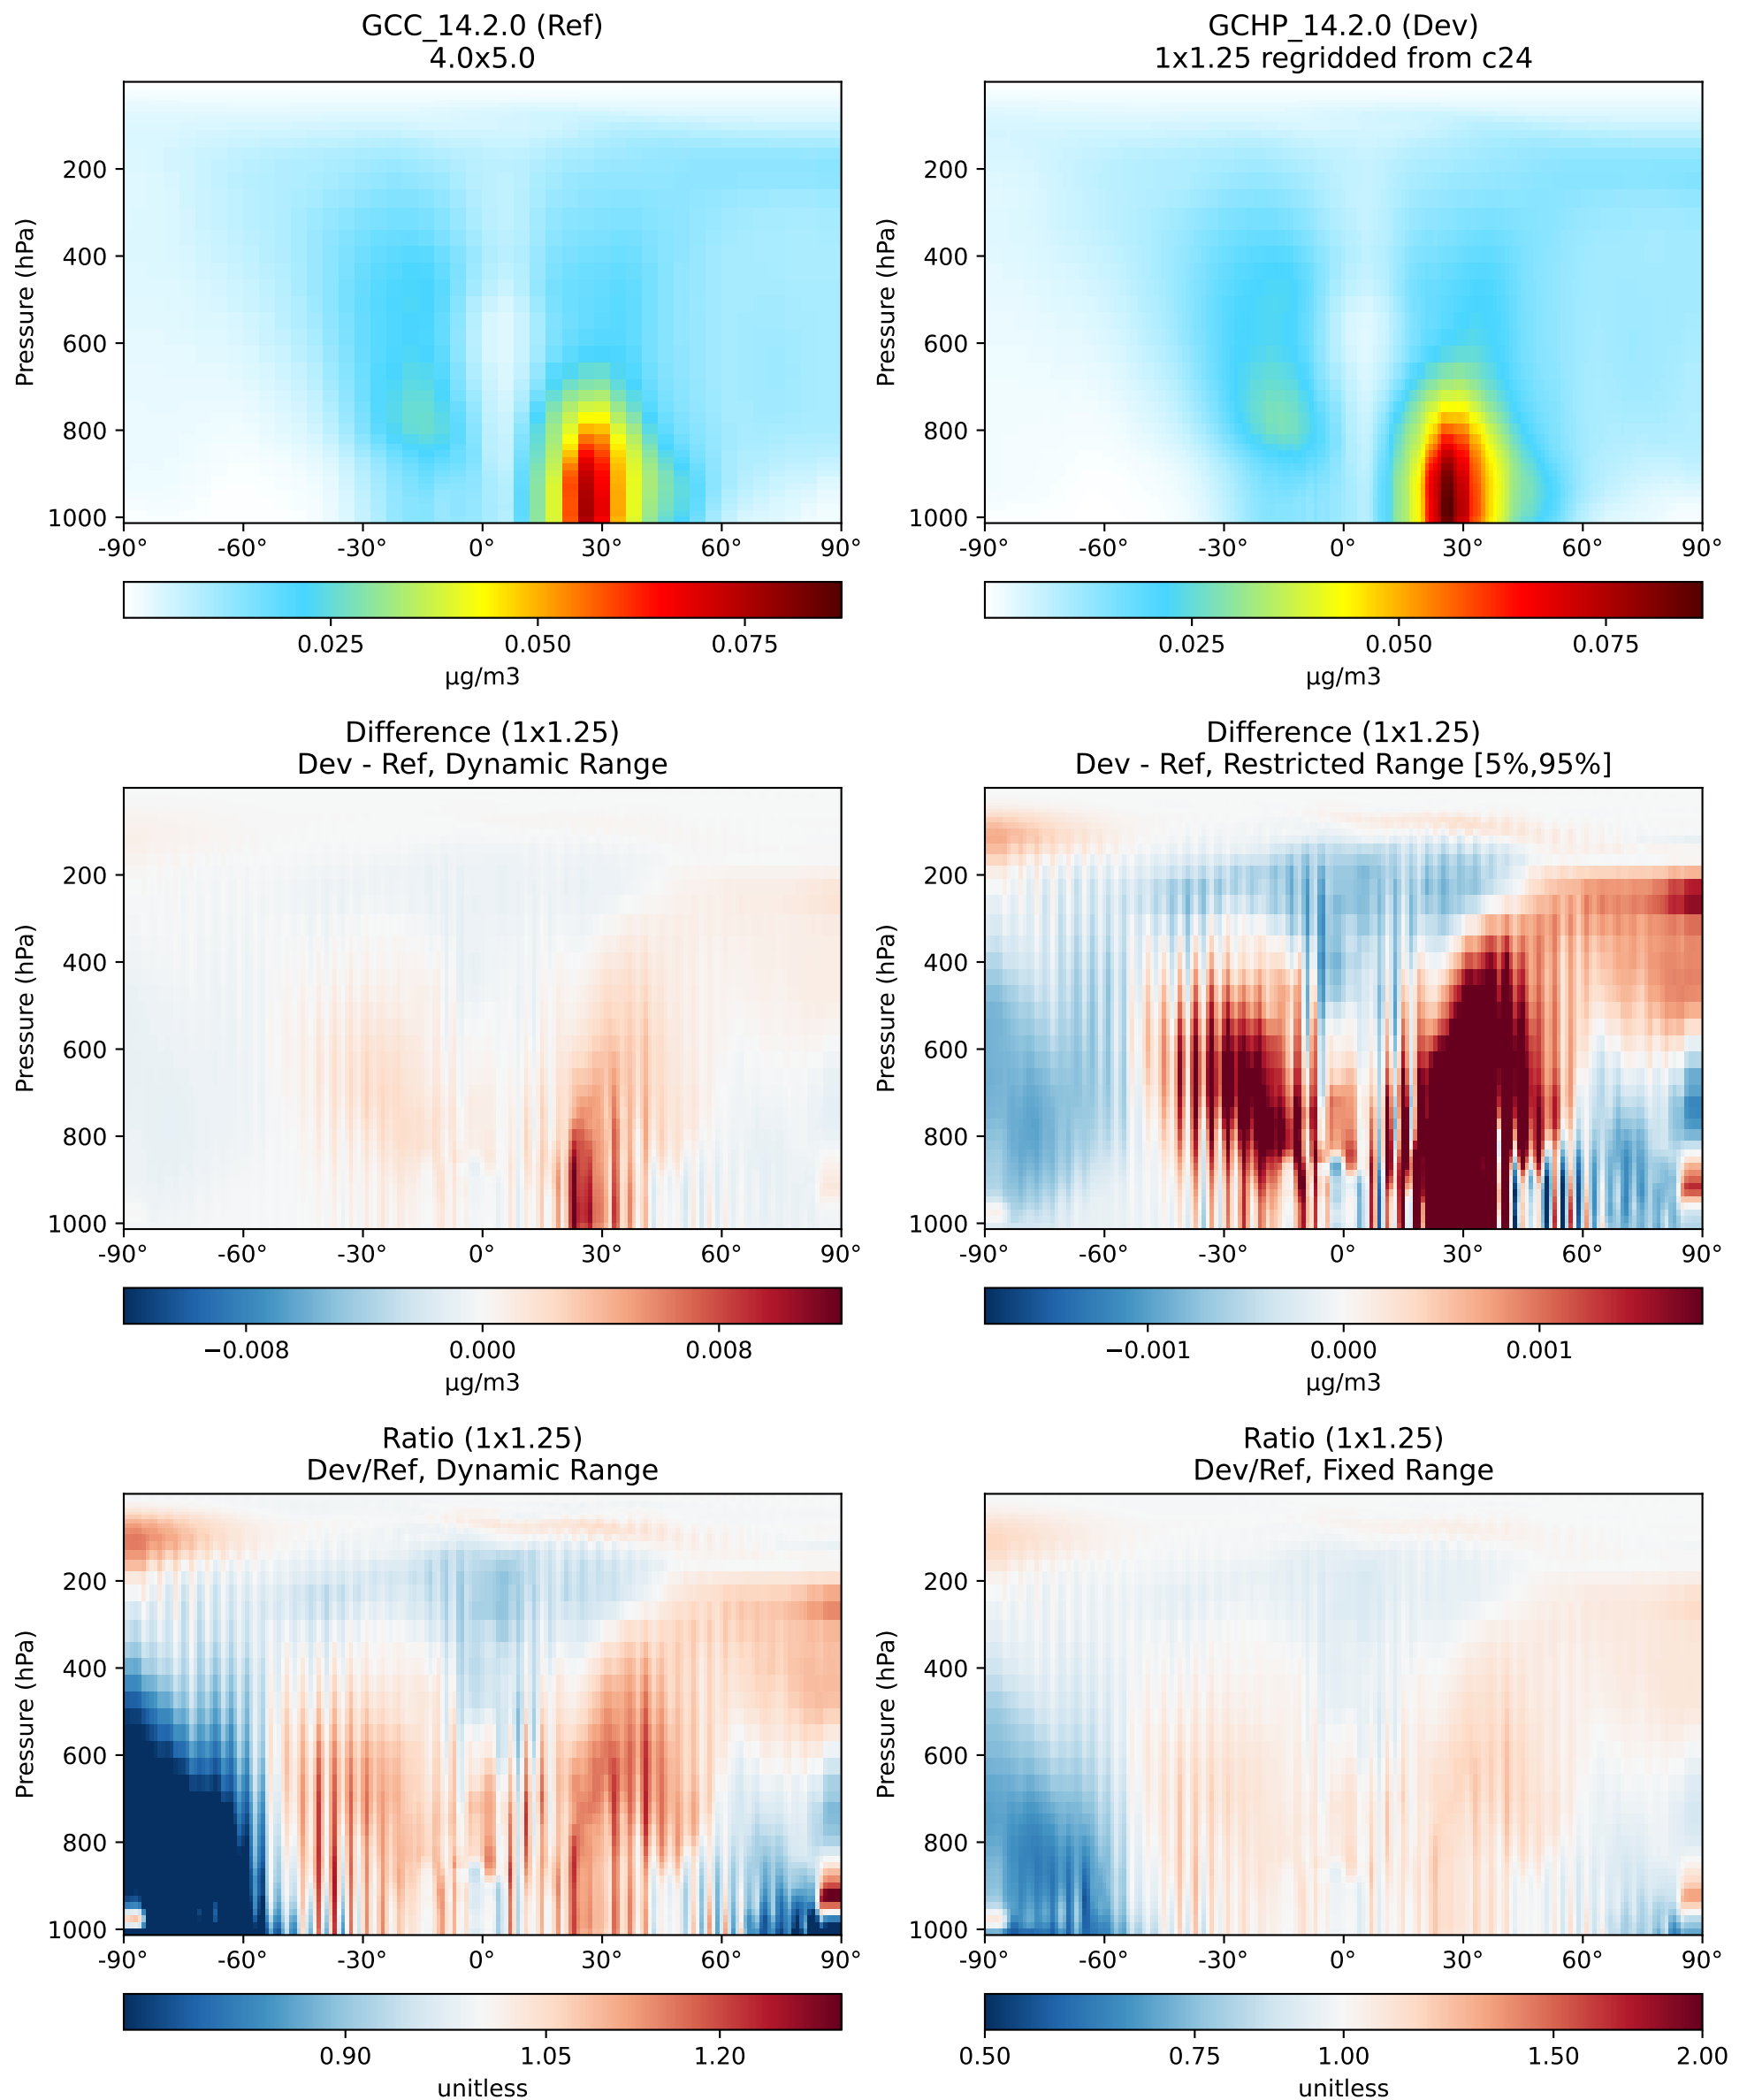 GCC_14.2.0 (Ref)
4.0x5.0
Pressure (hPa)
200
400
600
800
1000
-90° -60° -30° 0° 30° 60° 90°
0.025 0.050 0.075
µg/m3
GCHP_14.2.0 (Dev)
1x1.25 regridded from c24
Pressure (hPa)
200
400
600
800
1000
-90° -60° -30° 0° 30° 60° 90°
0.025 0.050 0.075
µg/m3
Difference (1x1.25)
Dev - Ref, Dynamic Range
Pressure (hPa)
200
400
600
800
1000
-90° -60° -30° 0° 30° 60° 90°
−0.008 0.000 0.008
µg/m3
Difference (1x1.25)
Dev - Ref, Restricted Range [5%,95%]
Pressure (hPa)
200
400
600
800
1000
-90° -60° -30° 0° 30° 60° 90°
−0.001 0.000 0.001
µg/m3
Ratio (1x1.25)
Dev/Ref, Dynamic Range
Pressure (hPa)
200
400
600
800
1000
-90° -60° -30° 0° 30° 60° 90°
0.90 1.05 1.20
unitless
Ratio (1x1.25)
Dev/Ref, Fixed Range
Pressure (hPa)
200
400
600
800
1000
-90° -60° -30° 0° 30° 60° 90°
0.50 0.75 1.00 1.50 2.00
unitless